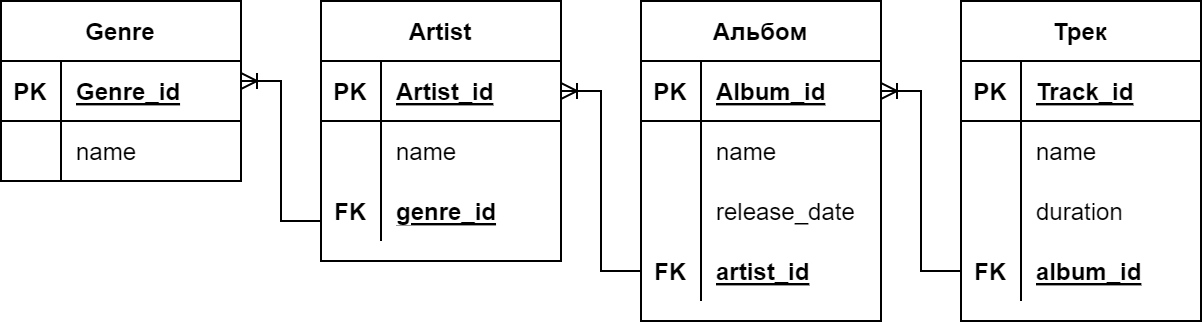 Genre
PK Genre_id
name
Artist
PK Artist_id
name
FK genre_id
Альбом
PK Album_id
name
release_date
FK artist_id
Трек
PK Track_id
name
duration
FK album_id